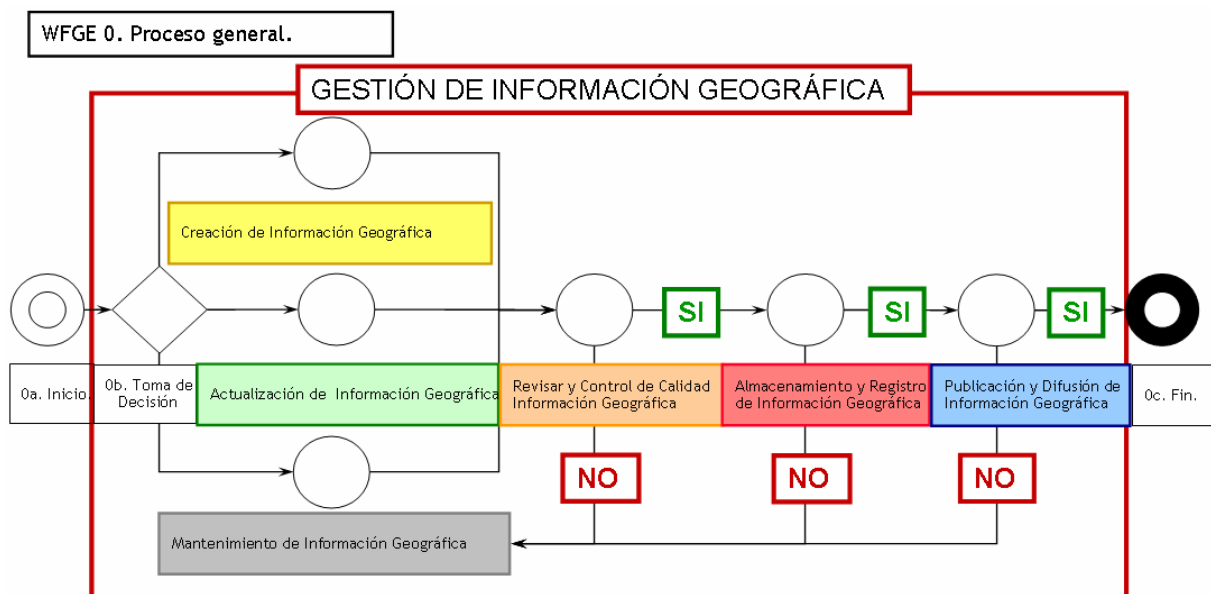 WFGE 0. Proceso general.
GESTIÓN DE INFORMACIÓN GEOGRÁFICA
Creación de Información Geográfica
SI
SI
SI
0a. Inicio.
0b. Toma de
Decisión
Actualización de Información Geográfica
Revisar y Control de Calidad
Información Geográfica
Almacenamiento y Registro
de Información Geográfica
Publicación y Difusión de
Información Geográfica
0c. Fin.
NO
NO
NO
Mantenimiento de Información Geográfica